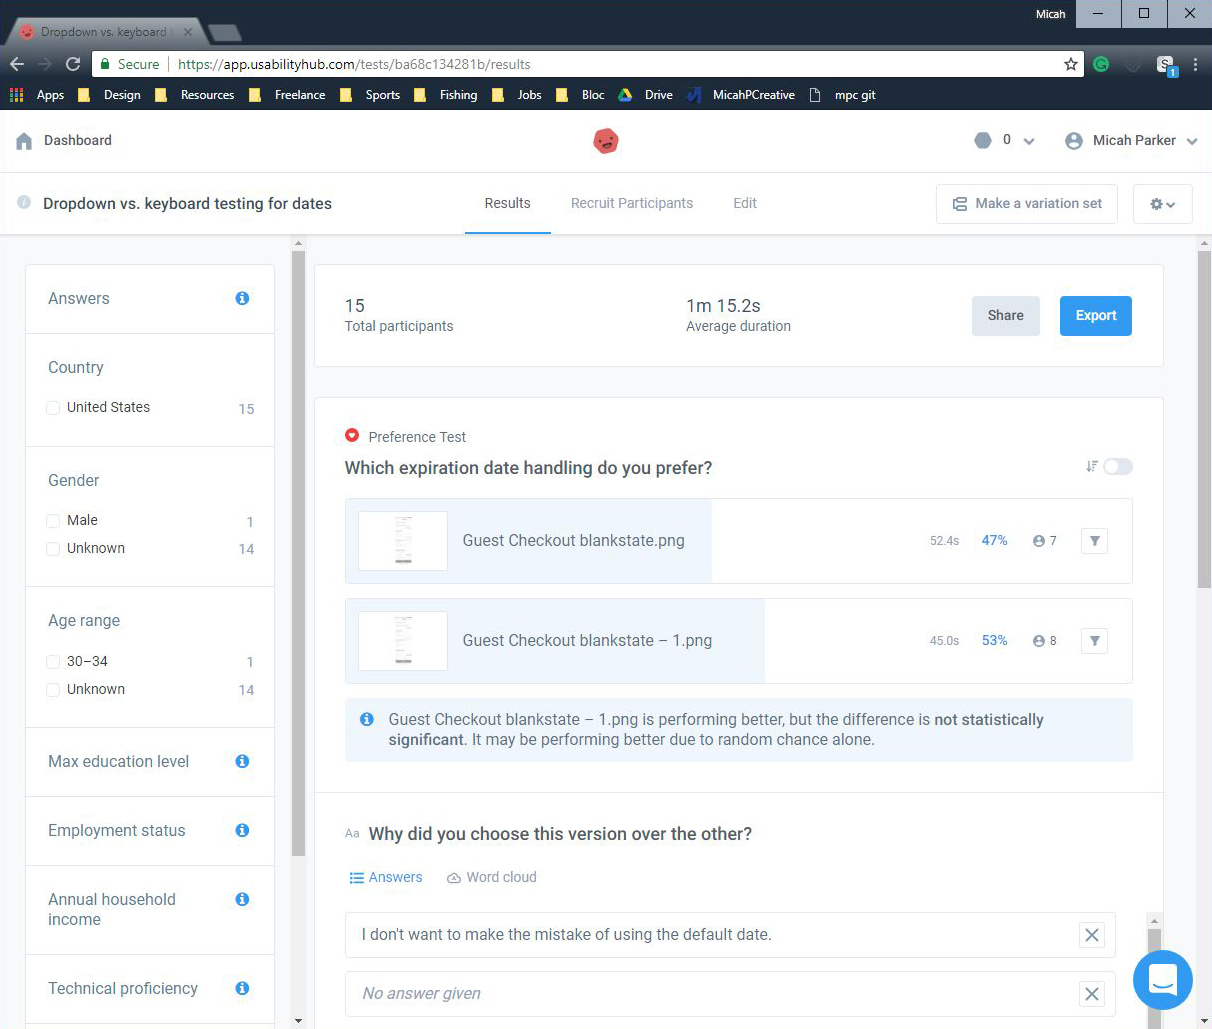 Micah
Dropdown vs. keyboard
Secure https://app.usabilityhub.com/tests/ba68c134281b/results
S
1
Apps Design Resources Freelance Sports Fishing Jobs Bloc Drive MicahPCreative mpc git
Dashboard
0
Micah Parker
Dropdown vs. keyboard testing for dates
Results Recruit Participants Edit
Make a variation set
Answers
Country
United States 15
Gender
Male 1
Unknown 14
Age range
30–34 1
Unknown 14
Max education level
Employment status
Annual household
income
Technical proficiency
15
Total participants
1m 15.2s
Average duration
Share
Export
Preference Test
Which expiration date handling do you prefer?
Guest Checkout blankstate.png 52.4s 47% 7
Guest Checkout blankstate – 1.png 45.0s 53% 8
Guest Checkout blankstate – 1.png is performing better, but the difference is not statistically
significant. It may be performing better due to random chance alone.
Aa Why did you choose this version over the other?
Answers Word cloud
I don't want to make the mistake of using the default date.
No answer given